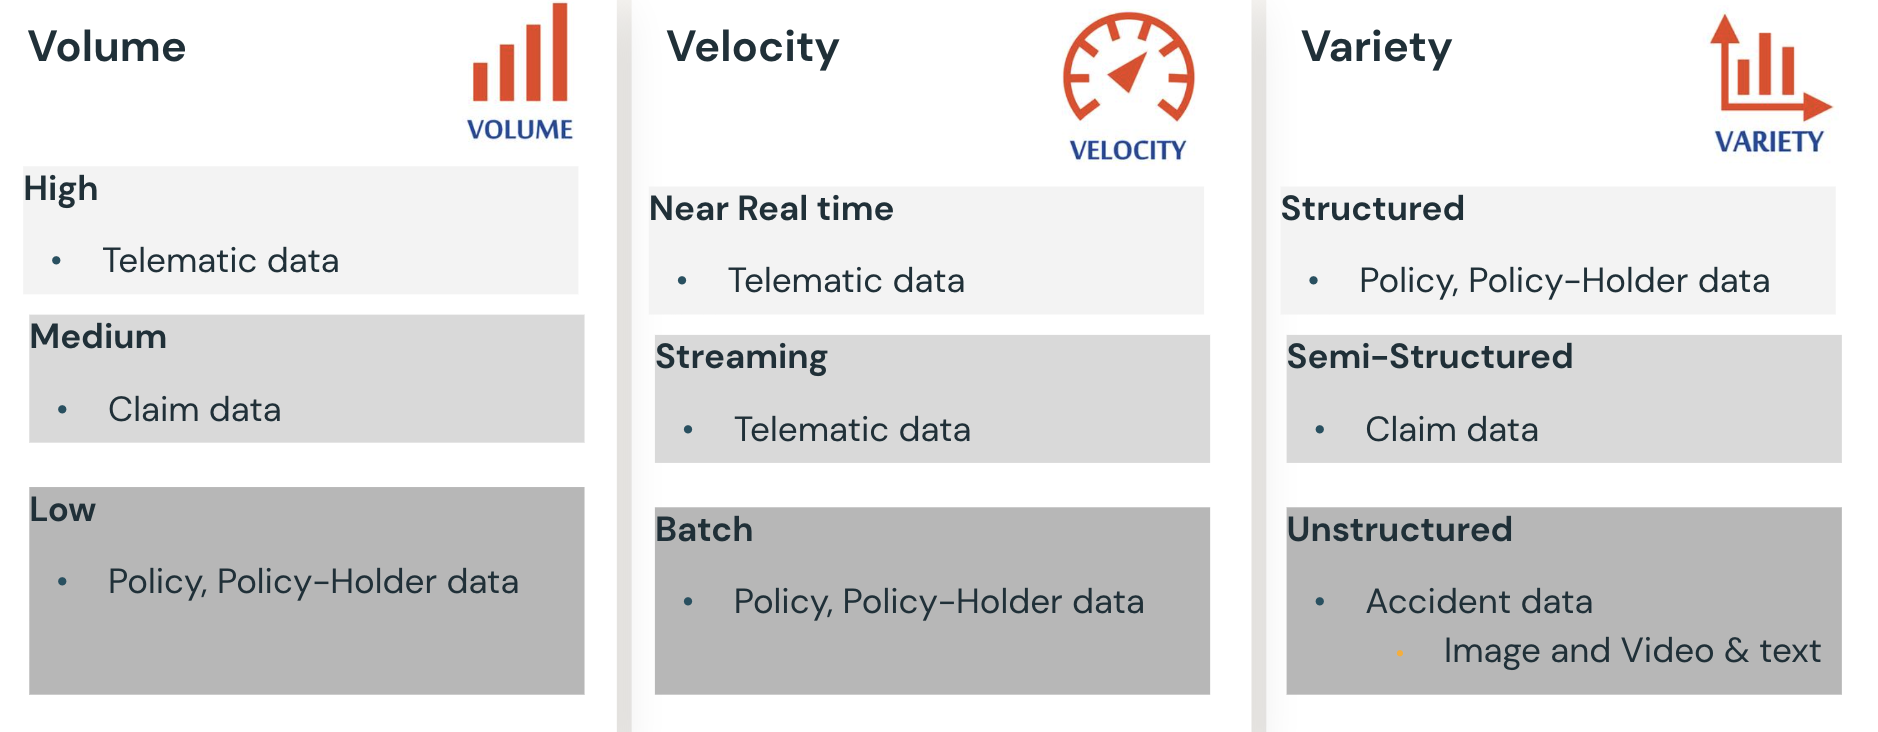 Volume
VOLUME
High
• Telematic data
Medium
• Claim data
Low
• Policy, Policy-Holder data
Velocity
VELOCITY
Near Real time
• Telematic data
Streaming
• Telematic data
Batch
• Policy, Policy-Holder data
Variety
VARIETY
Structured
• Policy, Policy-Holder data
Semi-Structured
• Claim data
Unstructured
• Accident data
• Image and Video & text